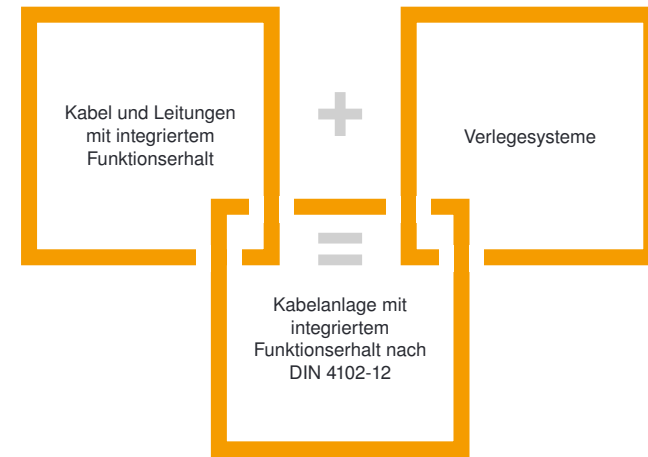 Kabel und Leitungen
mit integriertem
Funktionserhalt
+
Verlegesysteme
=
Kabelanlage mit
integriertem
Funktionserhalt nach
DIN 4102-12